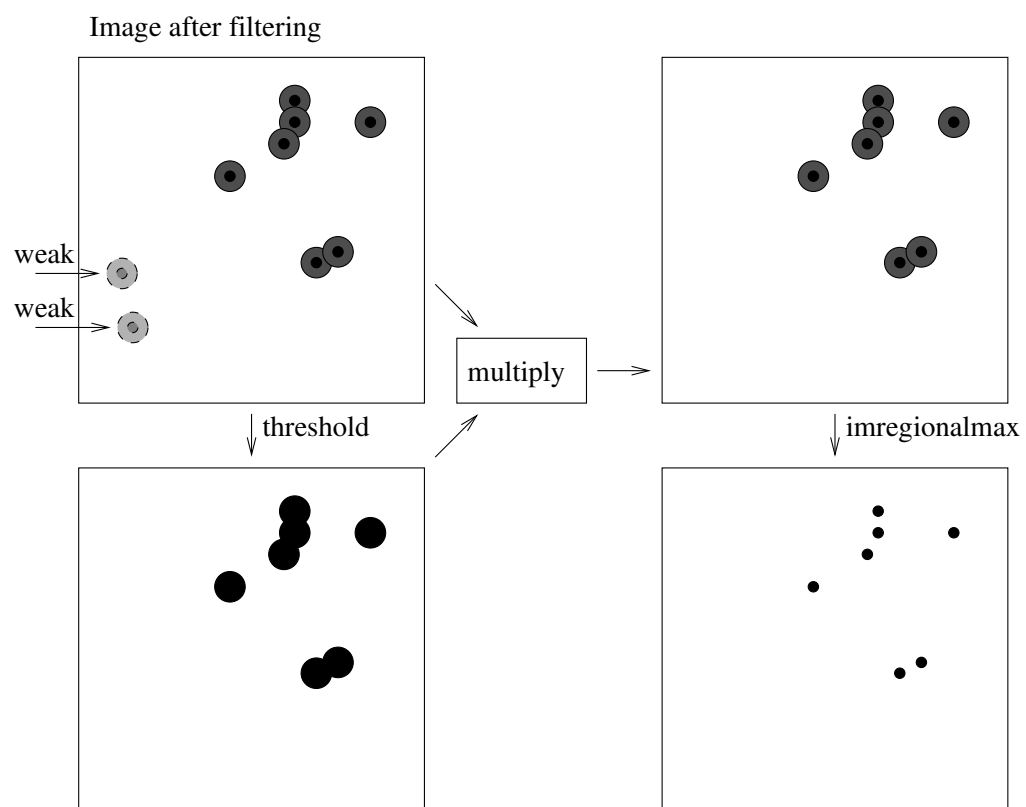 Image after filtering
weak
weak
multiply
threshold
imregionalmax